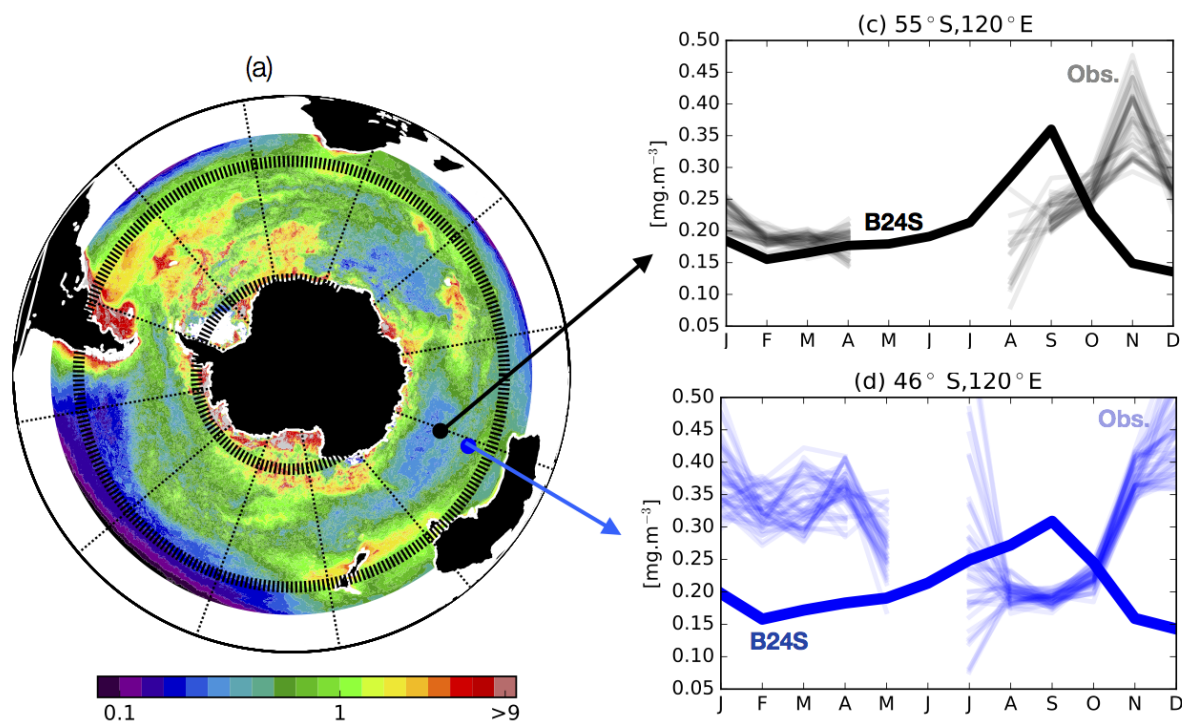 (a)
0.1 1 >9
(c) 55°S,120°E
[mg.m⁻³]
0.50
0.45
0.40
0.35
0.30
0.25
0.20
0.15
0.10
0.05
Obs.
B24S
J F M A M J J A S O N D
(d) 46° S,120°E
[mg.m⁻³]
0.50
0.45
0.40
0.35
0.30
0.25
0.20
0.15
0.10
0.05
Obs.
B24S
J F M A M J J A S O N D